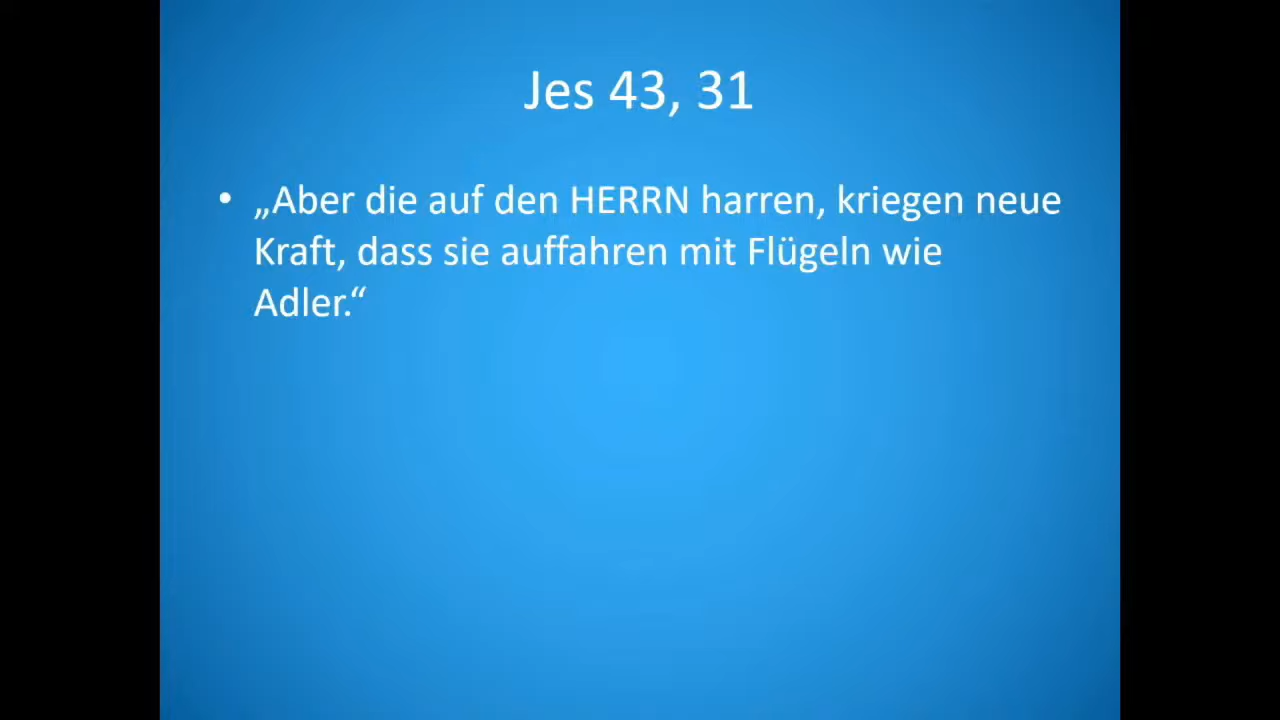 Jes 43, 31
• „Aber die auf den HERRN harren, kriegen neue
Kraft, dass sie auffahren mit Flügeln wie
Adler.“